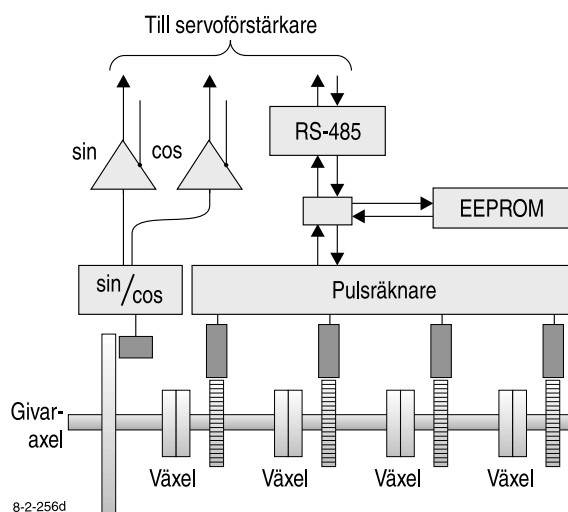 Till servoförstärkare
RS-485
sin
cos
EEPROM
sin/cos
Pulsräknare
Givar-
axel
Växel
Växel
Växel
Växel
8-2-256d